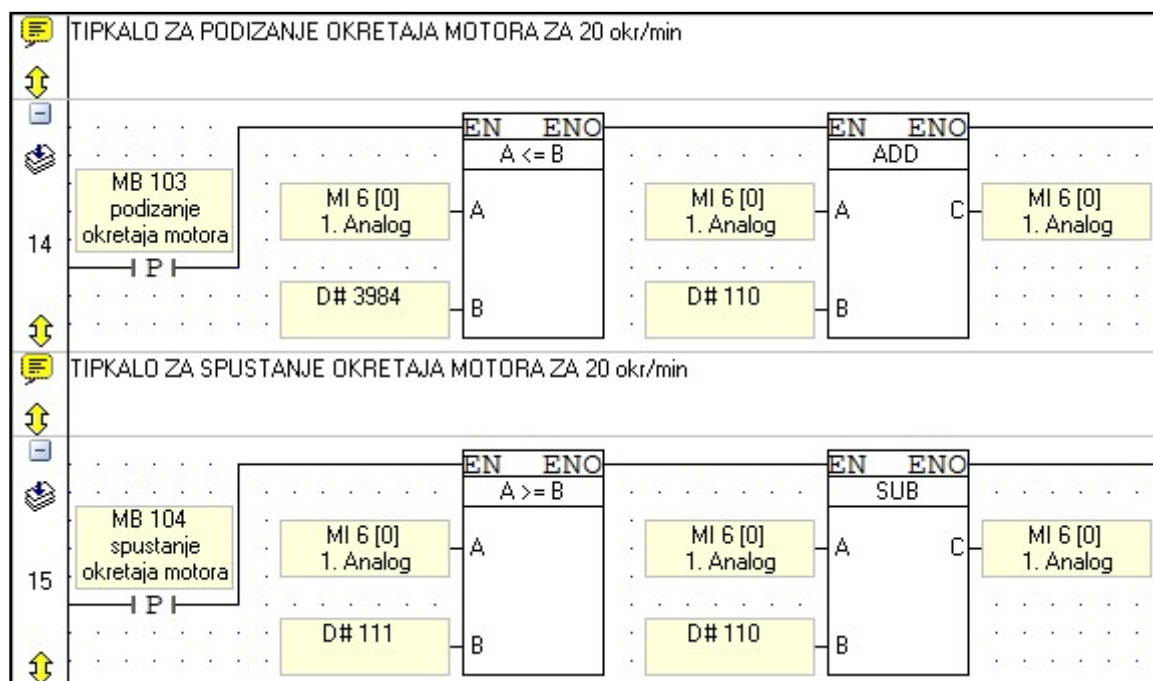 TIPKALO ZA PODIZANJE OKRETAJA MOTORA ZA 20 okr/min
EN ENO
A <= B
EN ENO
ADD
MB 103
podizanje
okretaja motora
P
MI 6 [0]
1. Analog
A
MI 6 [0]
1. Analog
A
C
MI 6 [0]
1. Analog
14
D# 3984
B
D# 110
B
TIPKALO ZA SPUSTANJE OKRETAJA MOTORA ZA 20 okr/min
EN ENO
A >= B
EN ENO
SUB
MB 104
spustanje
okretaja motora
P
MI 6 [0]
1. Analog
A
MI 6 [0]
1. Analog
A
C
MI 6 [0]
1. Analog
15
D# 111
B
D# 110
B